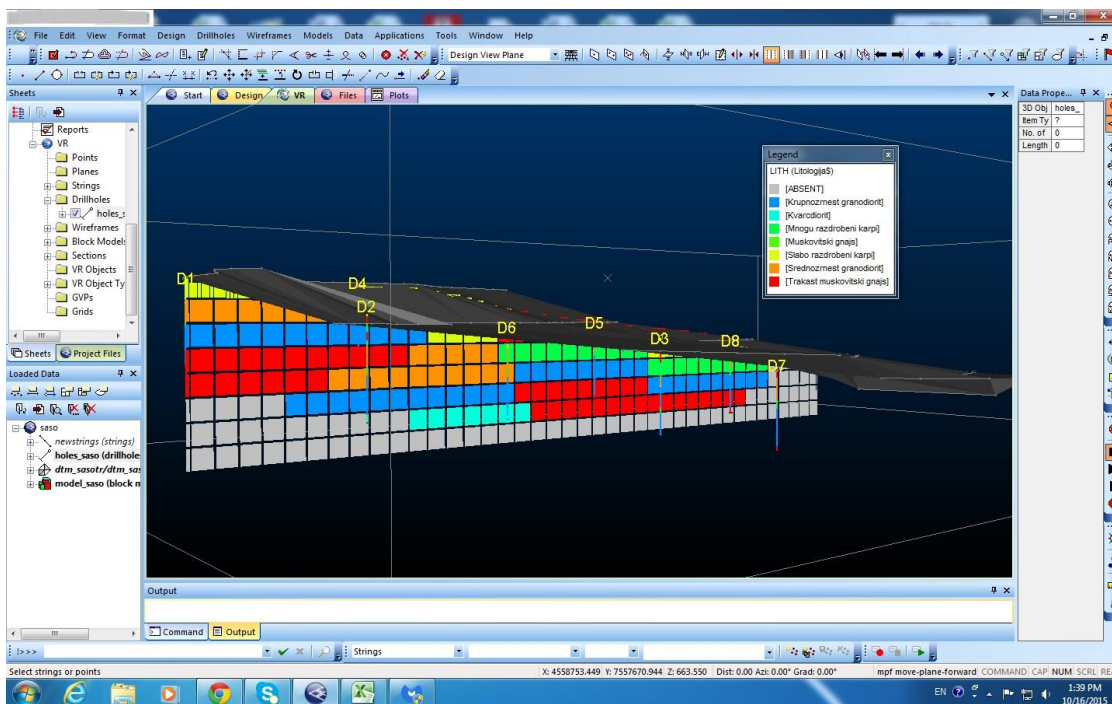 File Edit View Format Design Drillholes Wireframes Models Data Applications Tools Window Help
Design View Plane
Sheets
Start Design VR Files Plots
Data Prope...
3D Obj holes_
Item Ty ?
No. of 0
Length 0
Reports
VR
Points
Planes
Strings
Drillholes
holes_s
Wireframes
Block Models
Sections
VR Objects
VR Object Ty
GVPs
Grids
Sheets Project Files
Legend
LITH (Litologija$)
[ABSENT]
[Krupnozrnest granodiorit]
[Kvarcdiorit]
[Mnogu razdrobeni karpi]
[Muskovitski gnajs]
[Slabo razdrobeni karpi]
[Srednozrnest granodiorit]
[Trakast muskovitski gnajs]
D1 D4 D2 D6 D5 D3 D8 D7
Loaded Data
saso
newstrings (strings)
holes_saso (drillhole
dtm_sasotr/dtm_sas
model_saso (block m
Output
Command Output
!>>> Strings
Select strings or points X: 4558753.449 Y: 7557670.944 Z: 663.550 Dist: 0.00 Azi: 0.00° Grad: 0.00° mpf move-plane-forward COMMAND CAP NUM SCRL RE
EN 1:39 PM
10/16/2015